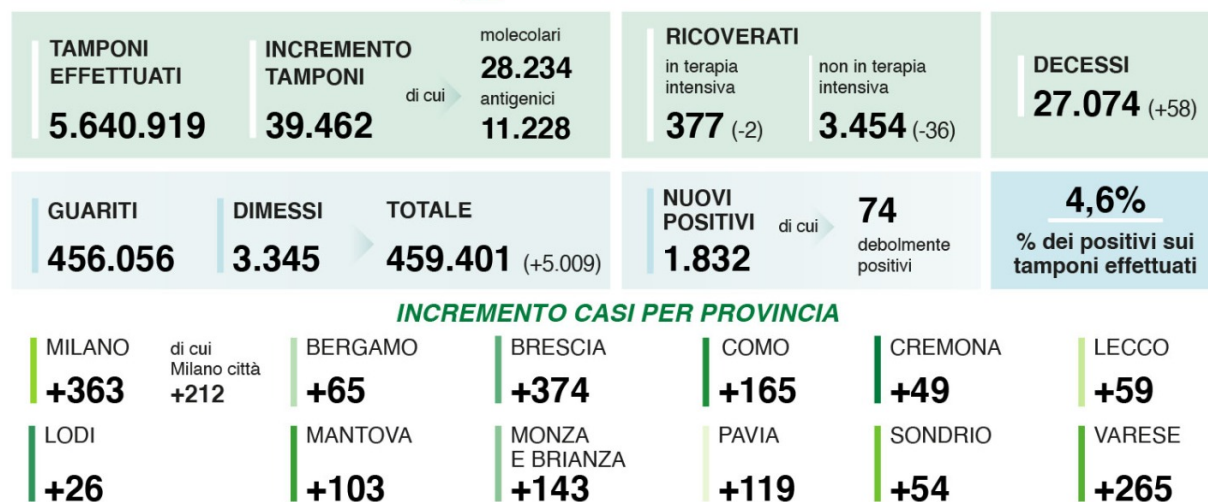 TAMPONI
EFFETTUATI
5.640.919
INCREMENTO
TAMPONI
39.462
di cui
molecolari
28.234
antigenici
11.228
RICOVERATI
in terapia
intensiva
377 (-2)
non in terapia
intensiva
3.454 (-36)
DECESSI
27.074 (+58)
GUARITI
456.056
DIMESSI
3.345
TOTALE
459.401 (+5.009)
NUOVI
POSITIVI
1.832
di cui
74
debolmente
positivi
4,6%
% dei positivi sui
tamponi effettuati
INCREMENTO CASI PER PROVINCIA
MILANO
+363
di cui
Milano città
+212
BERGAMO
+65
BRESCIA
+374
COMO
+165
CREMONA
+49
LECCO
+59
LODI
+26
MANTOVA
+103
MONZA
E BRIANZA
+143
PAVIA
+119
SONDRIO
+54
VARESE
+265